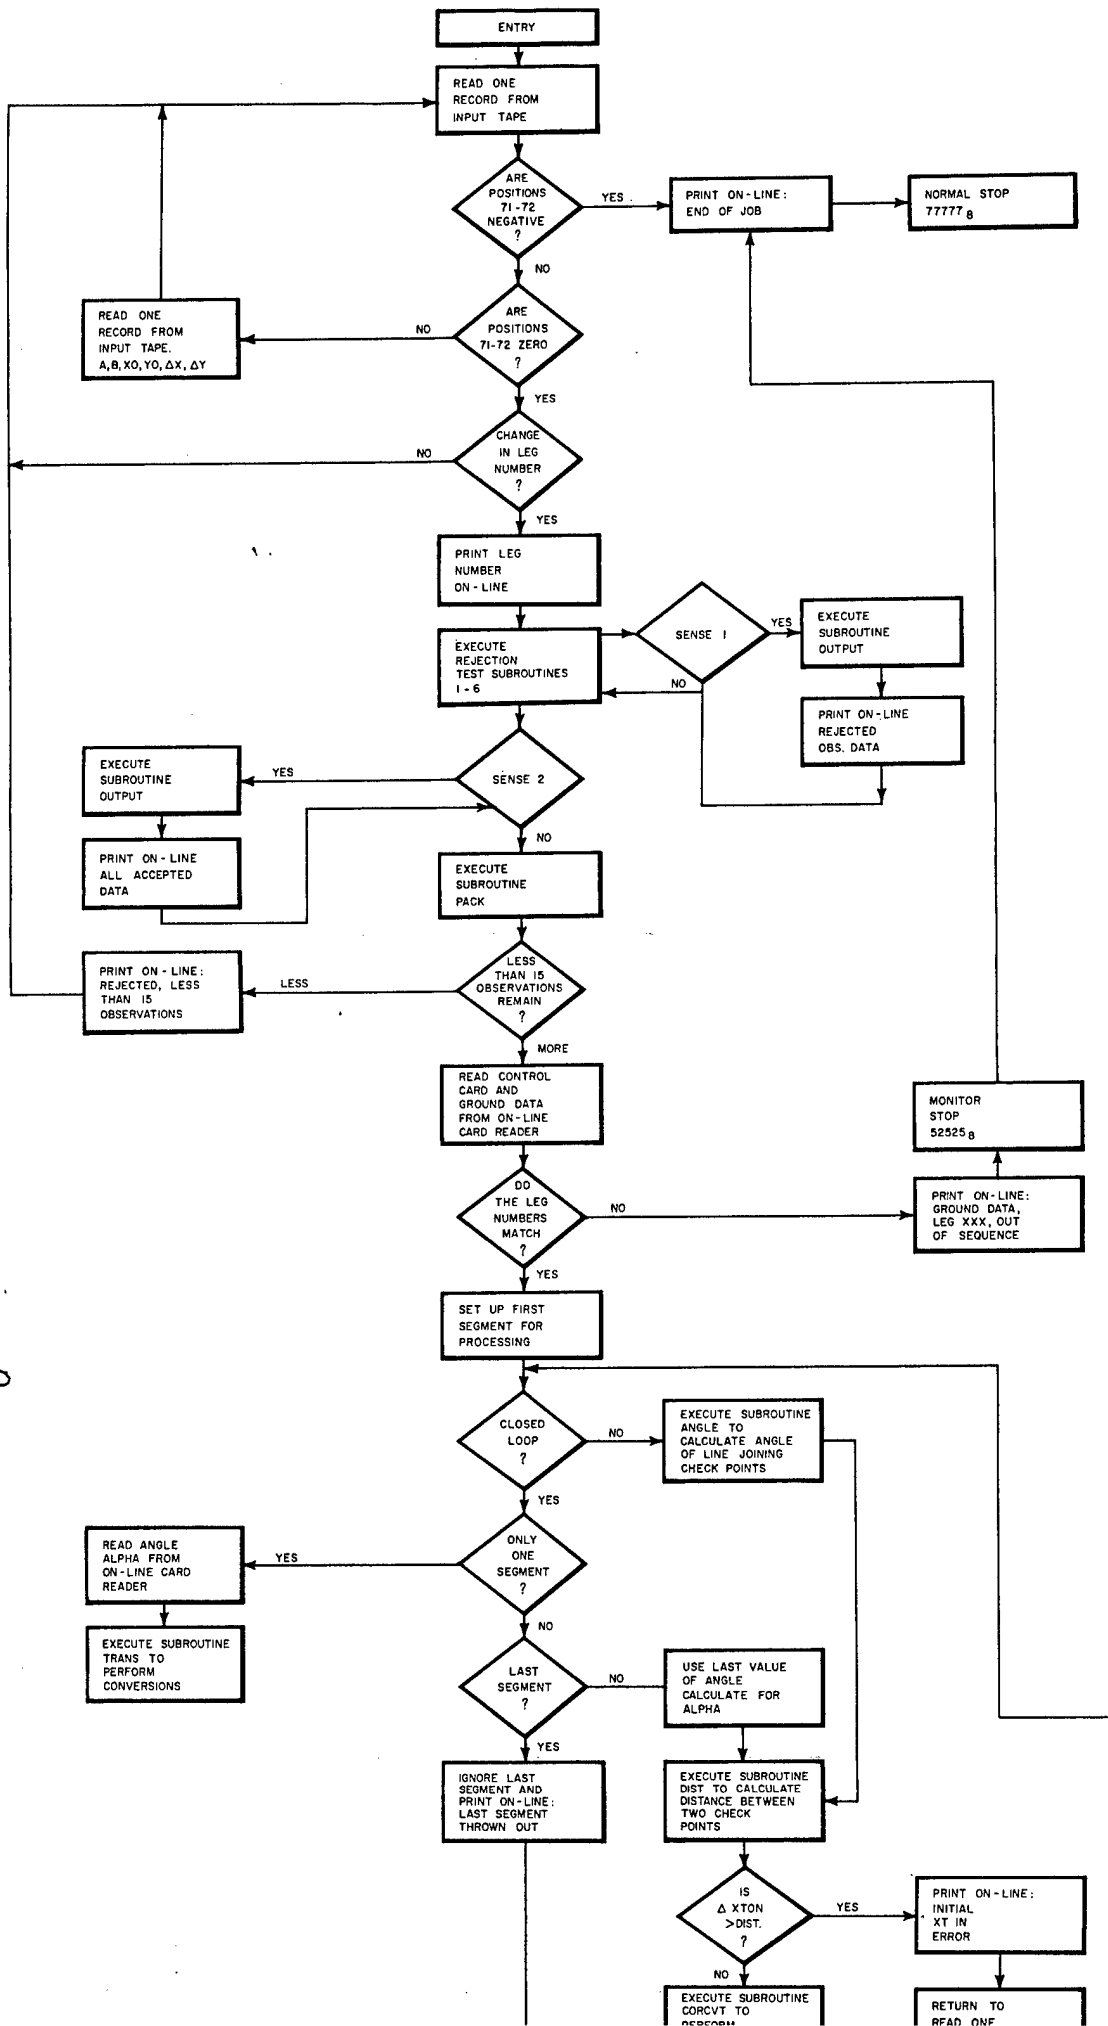 ENTRY
READ ONE
RECORD FROM
INPUT TAPE
ARE
POSITIONS
71-72
NEGATIVE
?
YES
PRINT ON-LINE:
END OF JOB
NORMAL STOP
77777 8
NO
READ ONE
RECORD FROM
INPUT TAPE.
A,B,XO,YO,ΔX,ΔY
NO
ARE
POSITIONS
71-72 ZERO
?
YES
NO
CHANGE
IN LEG
NUMBER
?
YES
PRINT LEG
NUMBER
ON-LINE
EXECUTE
REJECTION
TEST SUBROUTINES
1-6
SENSE 1
YES
EXECUTE
SUBROUTINE
OUTPUT
NO
PRINT ON-LINE
REJECTED
OBS. DATA
EXECUTE
SUBROUTINE
OUTPUT
YES
SENSE 2
NO
PRINT ON-LINE
ALL ACCEPTED
DATA
EXECUTE
SUBROUTINE
PACK
PRINT ON-LINE:
REJECTED, LESS
THAN 15
OBSERVATIONS
LESS
LESS
THAN 15
OBSERVATIONS
REMAIN
?
MORE
READ CONTROL
CARD AND
GROUND DATA
FROM ON-LINE
CARD READER
MONITOR
STOP
52525 8
DO
THE LEG
NUMBERS
MATCH
?
NO
PRINT ON-LINE:
GROUND DATA,
LEG XXX, OUT
OF SEQUENCE
YES
SET UP FIRST
SEGMENT FOR
PROCESSING
CLOSED
LOOP
?
NO
EXECUTE SUBROUTINE
ANGLE TO
CALCULATE ANGLE
OF LINE JOINING
CHECK POINTS
YES
READ ANGLE
ALPHA FROM
ON-LINE CARD
READER
YES
ONLY
ONE
SEGMENT
?
NO
EXECUTE SUBROUTINE
TRANS TO
PERFORM
CONVERSIONS
LAST
SEGMENT
?
NO
USE LAST VALUE
OF ANGLE
CALCULATE FOR
ALPHA
YES
IGNORE LAST
SEGMENT AND
PRINT ON-LINE:
LAST SEGMENT
THROWN OUT
EXECUTE SUBROUTINE
DIST TO CALCULATE
DISTANCE BETWEEN
TWO CHECK
POINTS
IS
Δ XTON
>DIST.
?
YES
PRINT ON-LINE:
INITIAL
XT IN
ERROR
NO
EXECUTE SUBROUTINE
CORCVT TO
PERFORM
RETURN TO
READ ONE